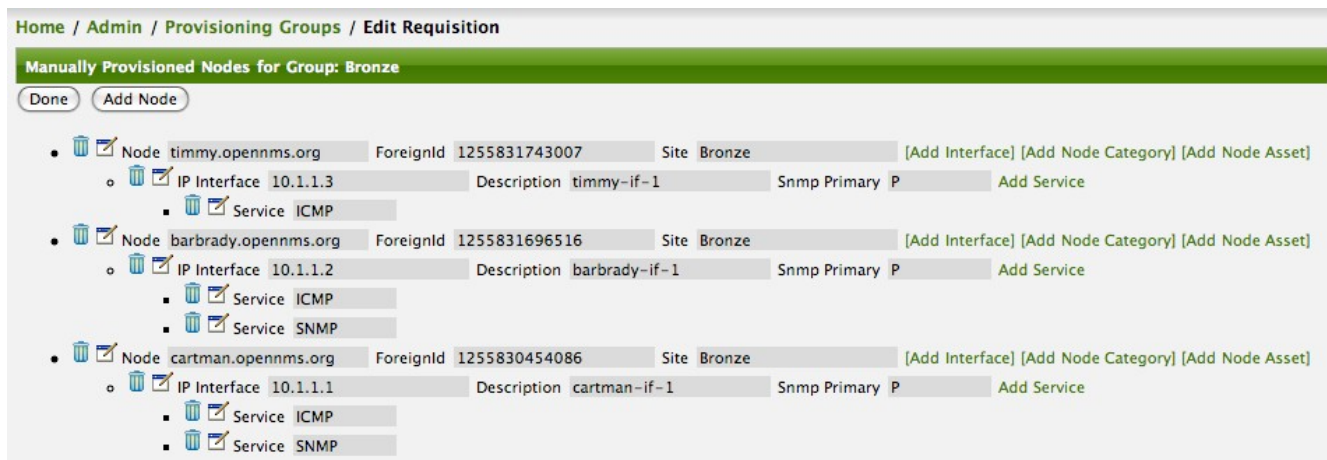 Home / Admin / Provisioning Groups / Edit Requisition
Manually Provisioned Nodes for Group: Bronze
Done Add Node
Node timmy.opennms.org ForeignId 1255831743007 Site Bronze [Add Interface] [Add Node Category] [Add Node Asset]
IP Interface 10.1.1.3 Description timmy-if-1 Snmp Primary P Add Service
Service ICMP
Node barbrady.opennms.org ForeignId 1255831696516 Site Bronze [Add Interface] [Add Node Category] [Add Node Asset]
IP Interface 10.1.1.2 Description barbrady-if-1 Snmp Primary P Add Service
Service ICMP
Service SNMP
Node cartman.opennms.org ForeignId 1255830454086 Site Bronze [Add Interface] [Add Node Category] [Add Node Asset]
IP Interface 10.1.1.1 Description cartman-if-1 Snmp Primary P Add Service
Service ICMP
Service SNMP